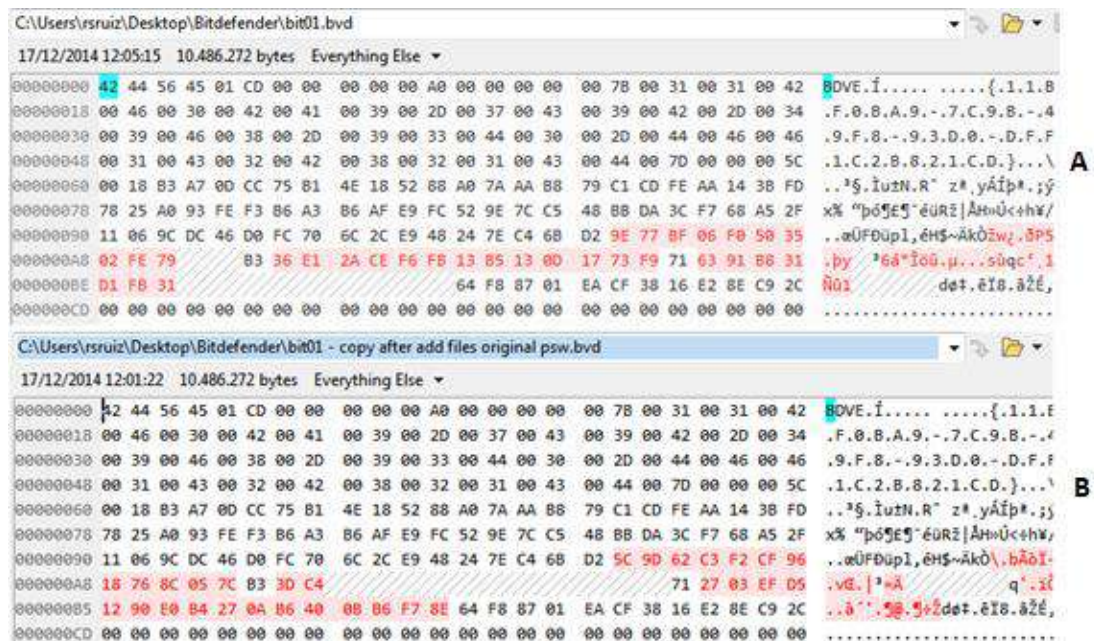 C:\Users\rsruiz\Desktop\Bitdefender\bit01.bvd
17/12/2014 12:05:15 10.486.272 bytes Everything Else
00000000 42 44 56 45 01 CD 00 00 00 00 00 A0 00 00 00 00 00 7B 00 31 00 31 00 42 BDVE.Í..... .....{.1.1.B
00000018 00 46 00 30 00 42 00 41 00 39 00 2D 00 37 00 43 00 39 00 42 00 2D 00 34 .F.0.B.A.9.-.7.C.9.B.-.4
00000030 00 39 00 46 00 38 00 2D 00 39 00 33 00 44 00 30 00 2D 00 44 00 46 00 46 .9.F.8.-.9.3.D.0.-.D.F.F
00000048 00 31 00 43 00 32 00 42 00 38 00 32 00 31 00 43 00 44 00 7D 00 00 00 5C .1.C.2.B.8.2.1.C.D.}...\
A
00000060 00 18 B3 A7 0D CC 75 B1 4E 18 52 88 A0 7A AA B8 79 C1 CD FE AA 14 3B FD
00000078 78 25 A0 93 FE F3 B6 A3 B6 AF E9 FC 52 9E 7C C5 48 BB DA 3C F7 68 A5 2F
00000090 11 06 9C DC 46 D0 FC 70 6C 2C E9 48 24 7E C4 6B D2 9E 77 BF 06 F0 50 35
000000A8 02 FE 79 B3 36 E1 2A CE F6 FB 13 B5 13 0D 17 73 F9 71 63 91 B8 31
000000BE D1 FB 31 64 F8 87 01 EA CF 38 16 E2 8E C9 2C
000000CD 00 00 00 00 00 00 00 00 00 00 00 00 00 00 00 00 00 00 00 00 00 00 00 00 ........................
C:\Users\rsruiz\Desktop\Bitdefender\bit01 - copy after add files original psw.bvd
17/12/2014 12:01:22 10.486.272 bytes Everything Else
00000000 42 44 56 45 01 CD 00 00 00 00 00 A0 00 00 00 00 00 7B 00 31 00 31 00 42 BDVE.Í..... .....{.1.1.
00000018 00 46 00 30 00 42 00 41 00 39 00 2D 00 37 00 43 00 39 00 42 00 2D 00 34 .F.0.B.A.9.-.7.C.9.B.-.
00000030 00 39 00 46 00 38 00 2D 00 39 00 33 00 44 00 30 00 2D 00 44 00 46 00 46 .9.F.8.-.9.3.D.0.-.D.F.
00000048 00 31 00 43 00 32 00 42 00 38 00 32 00 31 00 43 00 44 00 7D 00 00 00 5C .1.C.2.B.8.2.1.C.D.}...
B
00000060 00 18 B3 A7 0D CC 75 B1 4E 18 52 88 A0 7A AA B8 79 C1 CD FE AA 14 3B FD
00000078 78 25 A0 93 FE F3 B6 A3 B6 AF E9 FC 52 9E 7C C5 48 BB DA 3C F7 68 A5 2F
00000090 11 06 9C DC 46 D0 FC 70 6C 2C E9 48 24 7E C4 6B D2 5C 9D 62 C3 F2 CF 96
000000A8 18 76 8C 05 7C B3 3D C4 71 27 03 EF D5
000000B5 12 90 E0 B4 27 0A B6 40 0B B6 F7 8E 64 F8 87 01 EA CF 38 16 E2 8E C9 2C
000000CD 00 00 00 00 00 00 00 00 00 00 00 00 00 00 00 00 00 00 00 00 00 00 00 00 ........................